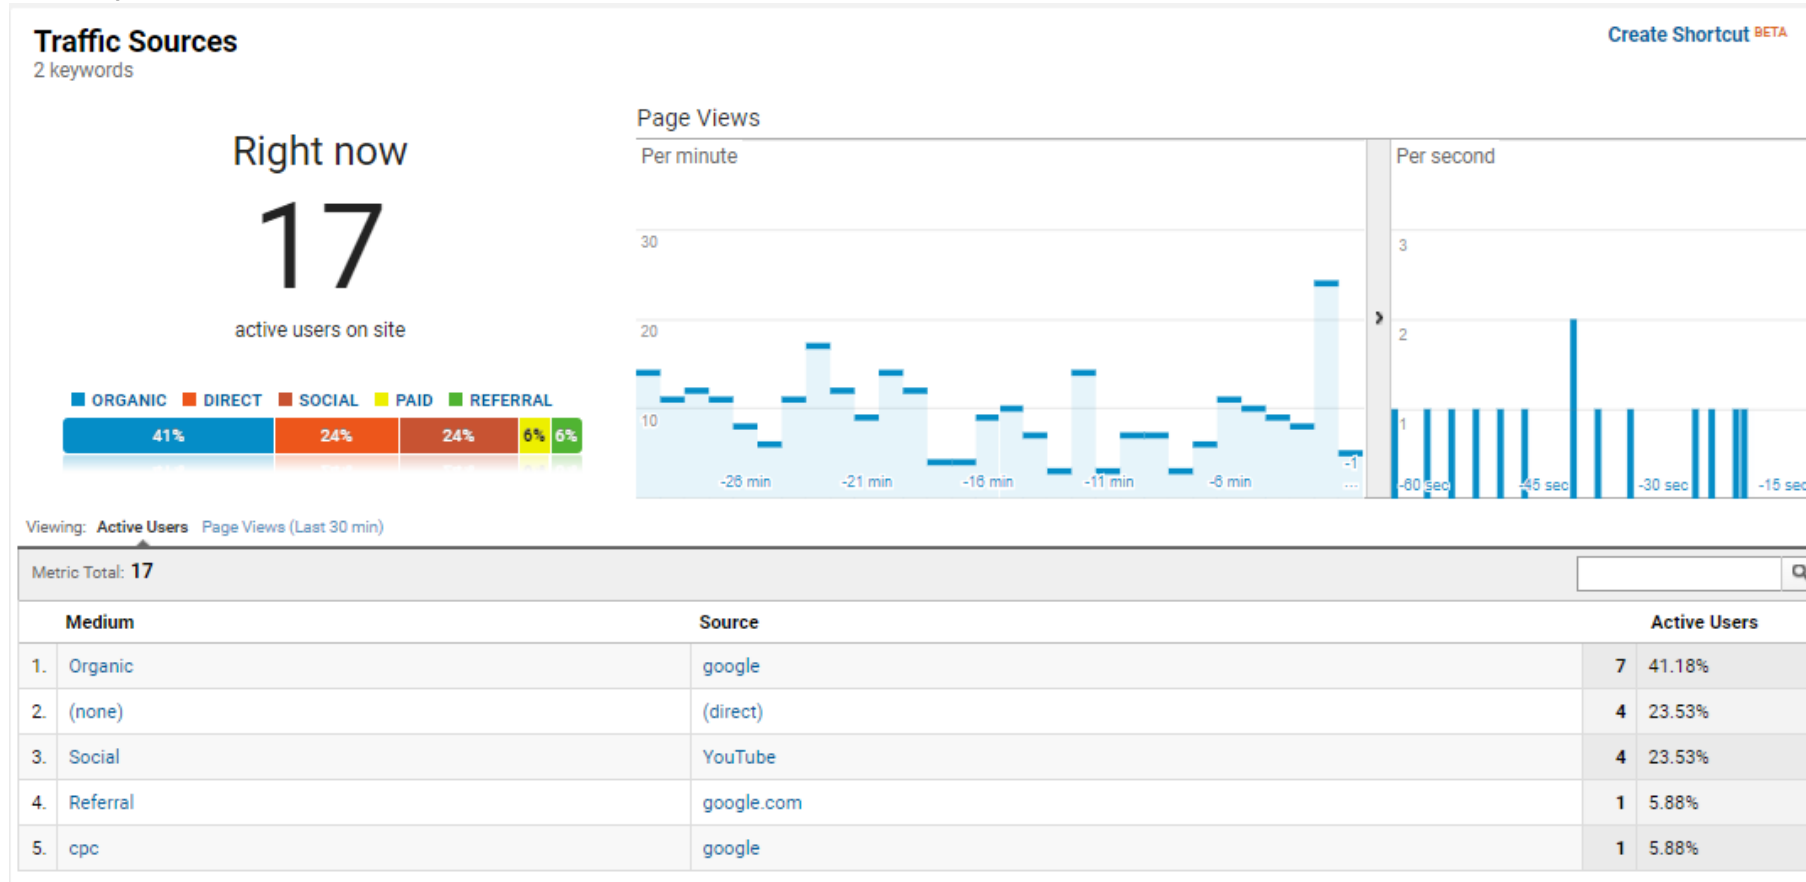 Traffic Sources
Create Shortcut BETA
2 keywords
Right now
17
active users on site
ORGANIC DIRECT SOCIAL PAID REFERRAL
41% 24% 24% 6% 6%
Page Views
Per minute
30
20
10
-26 min -21 min -16 min -11 min -6 min -1 ...
Per second
3
2
1
-60 sec -45 sec -30 sec -15 sec
Viewing: Active Users Page Views (Last 30 min)
Metric Total: 17
Medium Source Active Users
1. Organic google 7 41.18%
2. (none) (direct) 4 23.53%
3. Social YouTube 4 23.53%
4. Referral google.com 1 5.88%
5. cpc google 1 5.88%